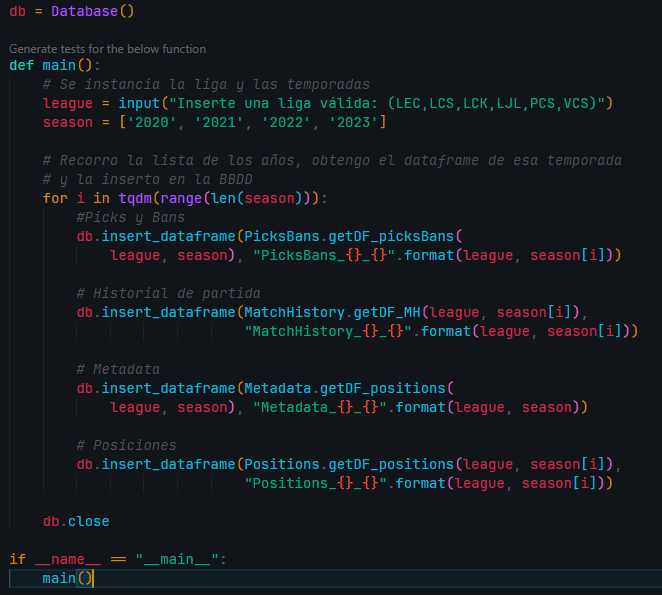 db = Database()
Generate tests for the below function
def main():
    # Se instancia la liga y las temporadas
    league = input("Inserte una liga válida: (LEC,LCS,LCK,LJL,PCS,VCS)")
    season = ['2020', '2021', '2022', '2023']
    # Recorro la lista de los años, obtengo el dataframe de esa temporada
    # y la inserto en la BBDD
    for i in tqdm(range(len(season))):
        #Picks y Bans
        db.insert_dataframe(PicksBans.getDF_picksBans(
            league, season), "PicksBans_{}_{}".format(league, season[i]))
        # Historial de partida
        db.insert_dataframe(MatchHistory.getDF_MH(league, season[i]),
                            "MatchHistory_{}_{}".format(league, season[i]))
        # Metadata
        db.insert_dataframe(Metadata.getDF_positions(
            league, season), "Metadata_{}_{}".format(league, season))
        # Posiciones
        db.insert_dataframe(Positions.getDF_positions(league, season[i]),
                            "Positions_{}_{}".format(league, season[i]))
    db.close
if __name__ == "__main__":
    main()